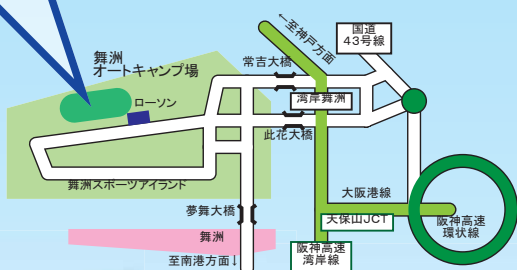 ←至神戸方面
国道
43号線
舞洲
オートキャンプ場
常吉大橋
ローソン
湾岸舞洲
此花大橋
舞洲スポーツアイランド
大阪港線
夢舞大橋
天保山JCT
阪神高速
環状線
舞洲
阪神高速
湾岸線
至南港方面↓